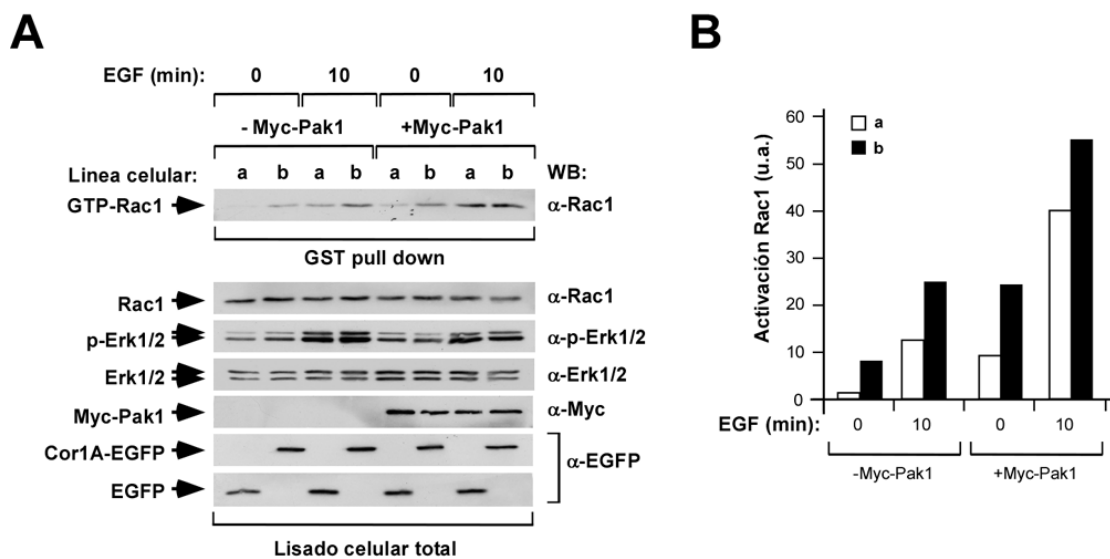 A
EGF (min): 0 10 0 10
- Myc-Pak1 +Myc-Pak1
Linea celular: a b a b a b a b WB:
GTP-Rac1 α-Rac1
GST pull down
Rac1 α-Rac1
p-Erk1/2 α-p-Erk1/2
Erk1/2 α-Erk1/2
Myc-Pak1 α-Myc
Cor1A-EGFP
α-EGFP
EGFP
Lisado celular total
B
Activación Rac1 (u.a.)
60
50
40
30
20
10
0
a
b
EGF (min): 0 10 0 10
-Myc-Pak1 +Myc-Pak1